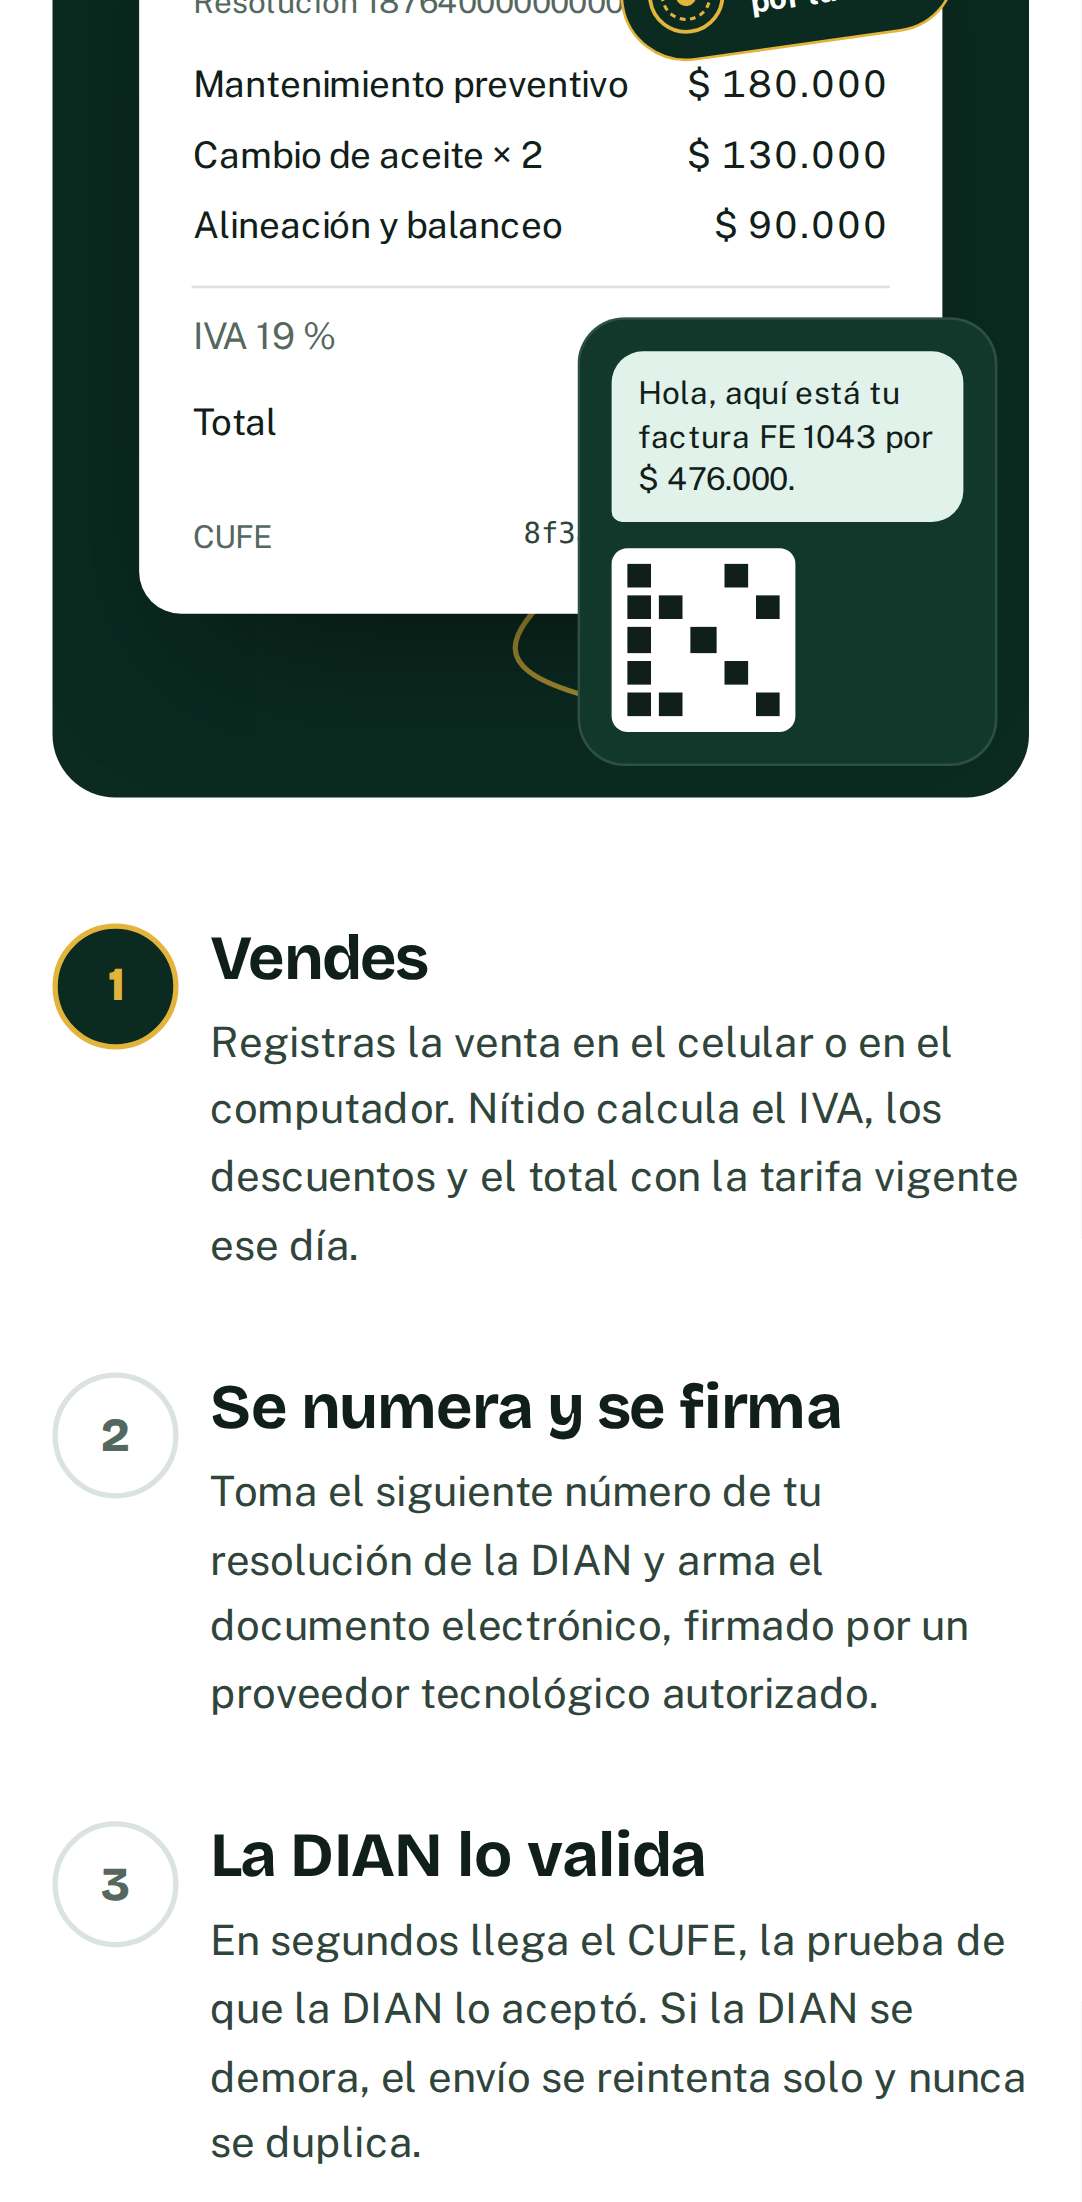 Resolución 18764000000000
por tu
Mantenimiento preventivo $ 180.000
Cambio de aceite × 2 $ 130.000
Alineación y balanceo $ 90.000
IVA 19 %
Total
CUFE 8f3
Hola, aquí está tu
factura FE 1043 por
$ 476.000.
1
Vendes
Registras la venta en el celular o en el
computador. Nítido calcula el IVA, los
descuentos y el total con la tarifa vigente
ese día.
2
Se numera y se firma
Toma el siguiente número de tu
resolución de la DIAN y arma el
documento electrónico, firmado por un
proveedor tecnológico autorizado.
3
La DIAN lo valida
En segundos llega el CUFE, la prueba de
que la DIAN lo aceptó. Si la DIAN se
demora, el envío se reintenta solo y nunca
se duplica.